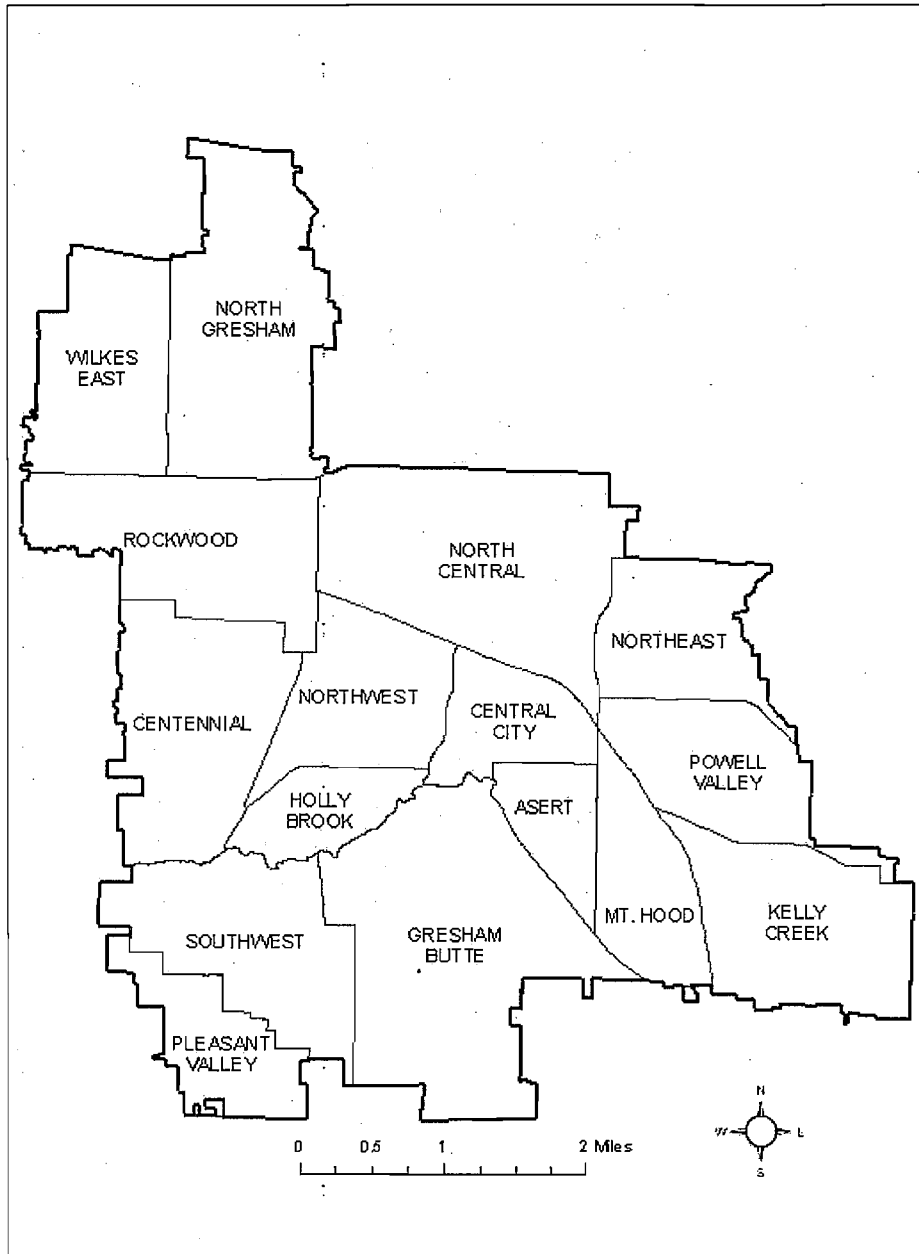 NORTH
GRESHAM
WILKES
EAST
ROCKWOOD
NORTH
CENTRAL
NORTHEAST
NORTHWEST
CENTENNIAL
CENTRAL
CITY
POWELL
VALLEY
HOLLY
BROOK
ASERT
MT. HOOD
KELLY
CREEK
SOUTHWEST
GRESHAM
BUTTE
PLEASANT
VALLEY
N
W E
S
0 0.5 1 2 Miles